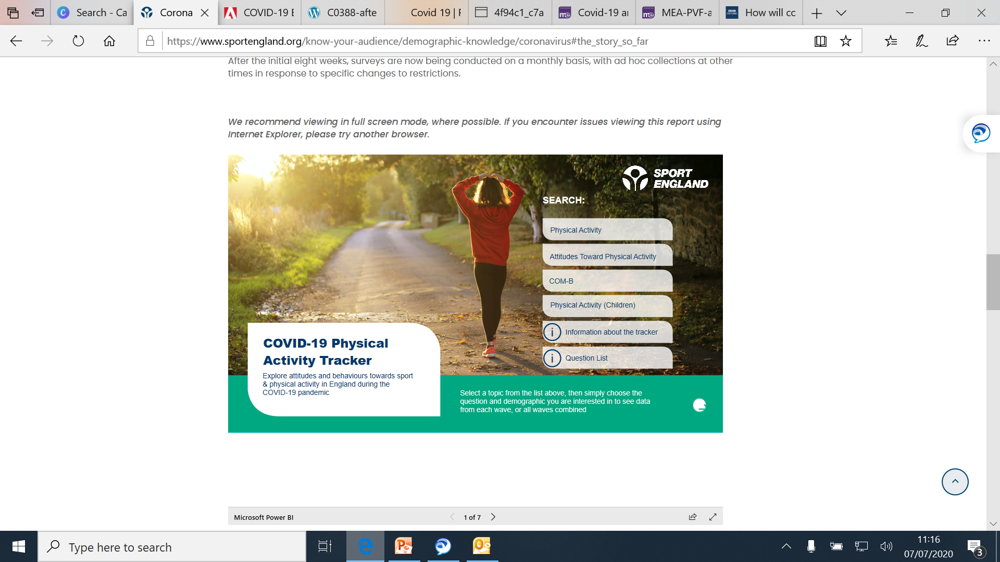 Search - Ca
Corona
COVID-19 E
C0388-afte
Covid 19 | F
4f94c1_c7a
Covid-19 ar
MEA-PVF-a
How will cc
https://www.sportengland.org/know-your-audience/demographic-knowledge/coronavirus#the_story_so_far
After the initial eight weeks, surveys are now being conducted on a monthly basis, with ad hoc collections at other
times in response to specific changes to restrictions.
We recommend viewing in full screen mode, where possible. If you encounter issues viewing this report using
Internet Explorer, please try another browser.
SPORT
ENGLAND
SEARCH:
Physical Activity
Attitudes Toward Physical Activity
COM-B
Physical Activity (Children)
i Information about the tracker
i Question List
COVID-19 Physical
Activity Tracker
Explore attitudes and behaviours towards sport
& physical activity in England during the
COVID-19 pandemic
Select a topic from the list above, then simply choose the
question and demographic you are interested in to see data
from each wave, or all waves combined
Microsoft Power BI
1 of 7
Type here to search
11:16
07/07/2020
3